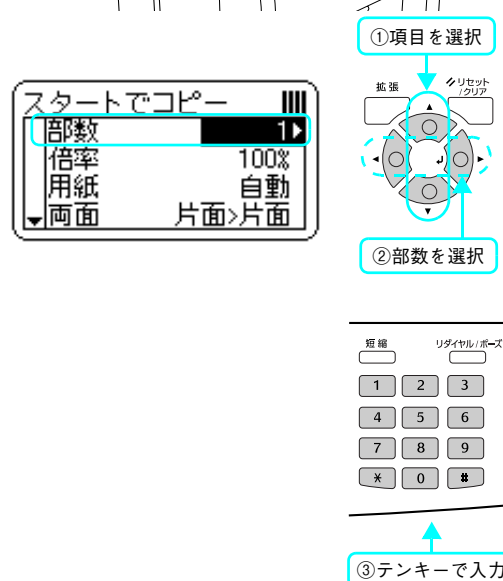 ①項目を選択
スタートでコピー
部数 1
倍率 100%
用紙 自動
両面 片面>片面
拡張
リセット
/クリア
②部数を選択
短縮 リダイヤル/ポーズ
1 2 3
4 5 6
7 8 9
* 0 #
③テンキーで入力